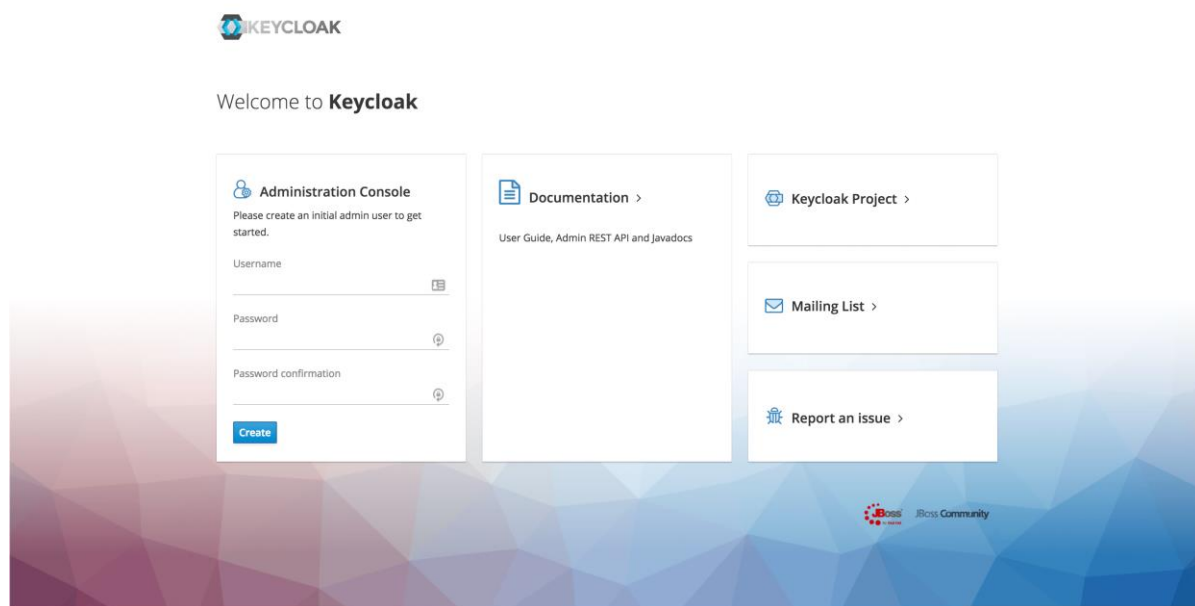 KEYCLOAK
Welcome to Keycloak
Administration Console
Please create an initial admin user to get
started.
Username
Password
Password confirmation
Create
Documentation >
User Guide, Admin REST API and Javadocs
Keycloak Project >
Mailing List >
Report an issue >
JBoss
JBoss Community